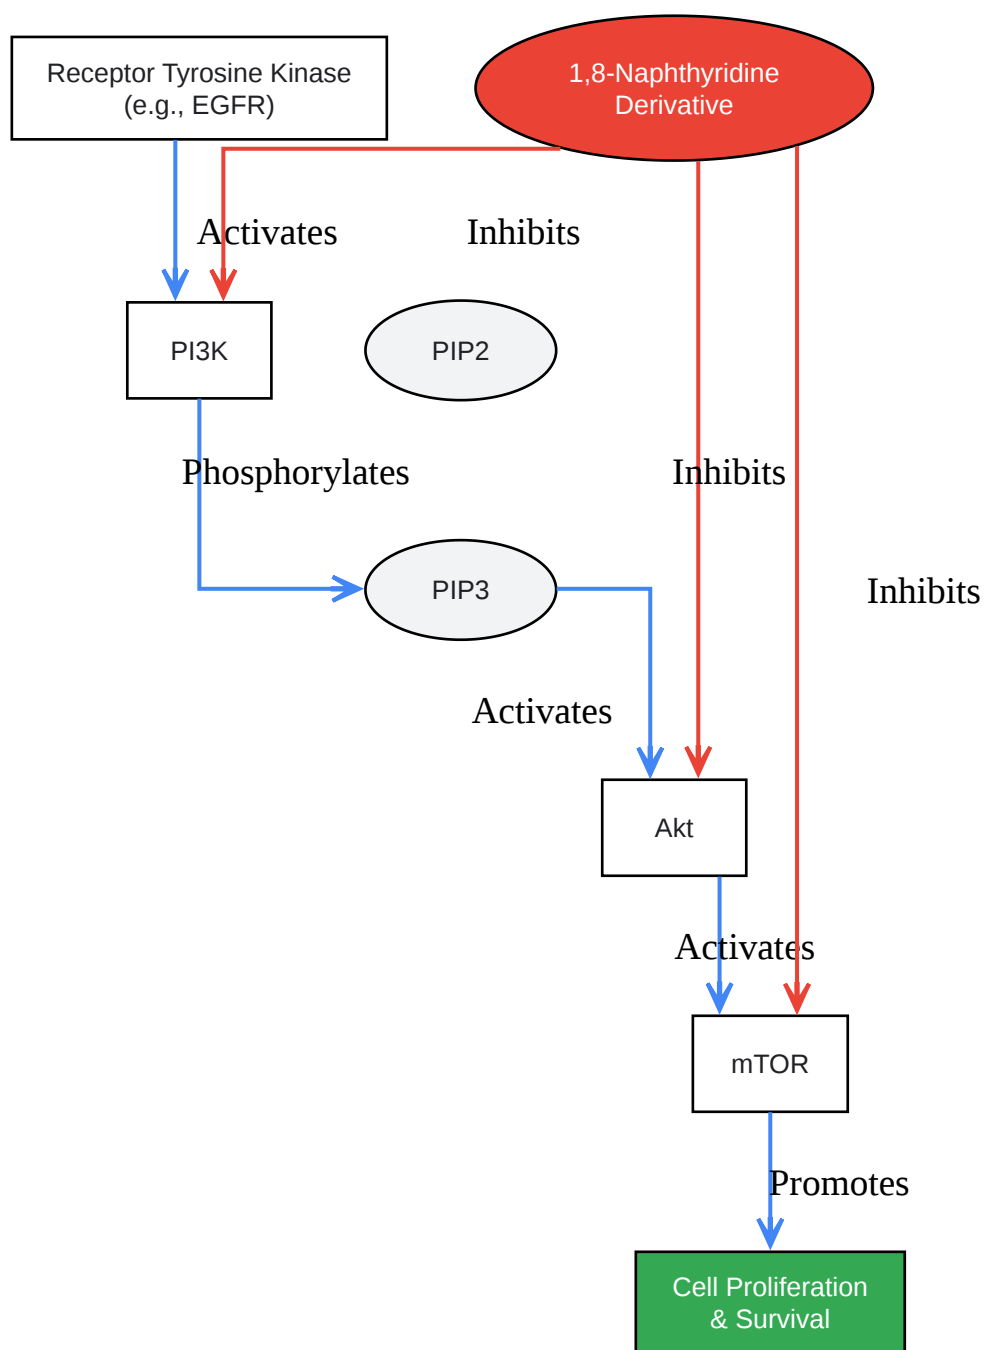 Receptor Tyrosine Kinase
(e.g., EGFR)
1,8-Naphthyridine
Derivative
Activates
Inhibits
PI3K
PIP2
Phosphorylates
Inhibits
PIP3
Inhibits
Activates
Akt
Activates
mTOR
Promotes
Cell Proliferation
& Survival